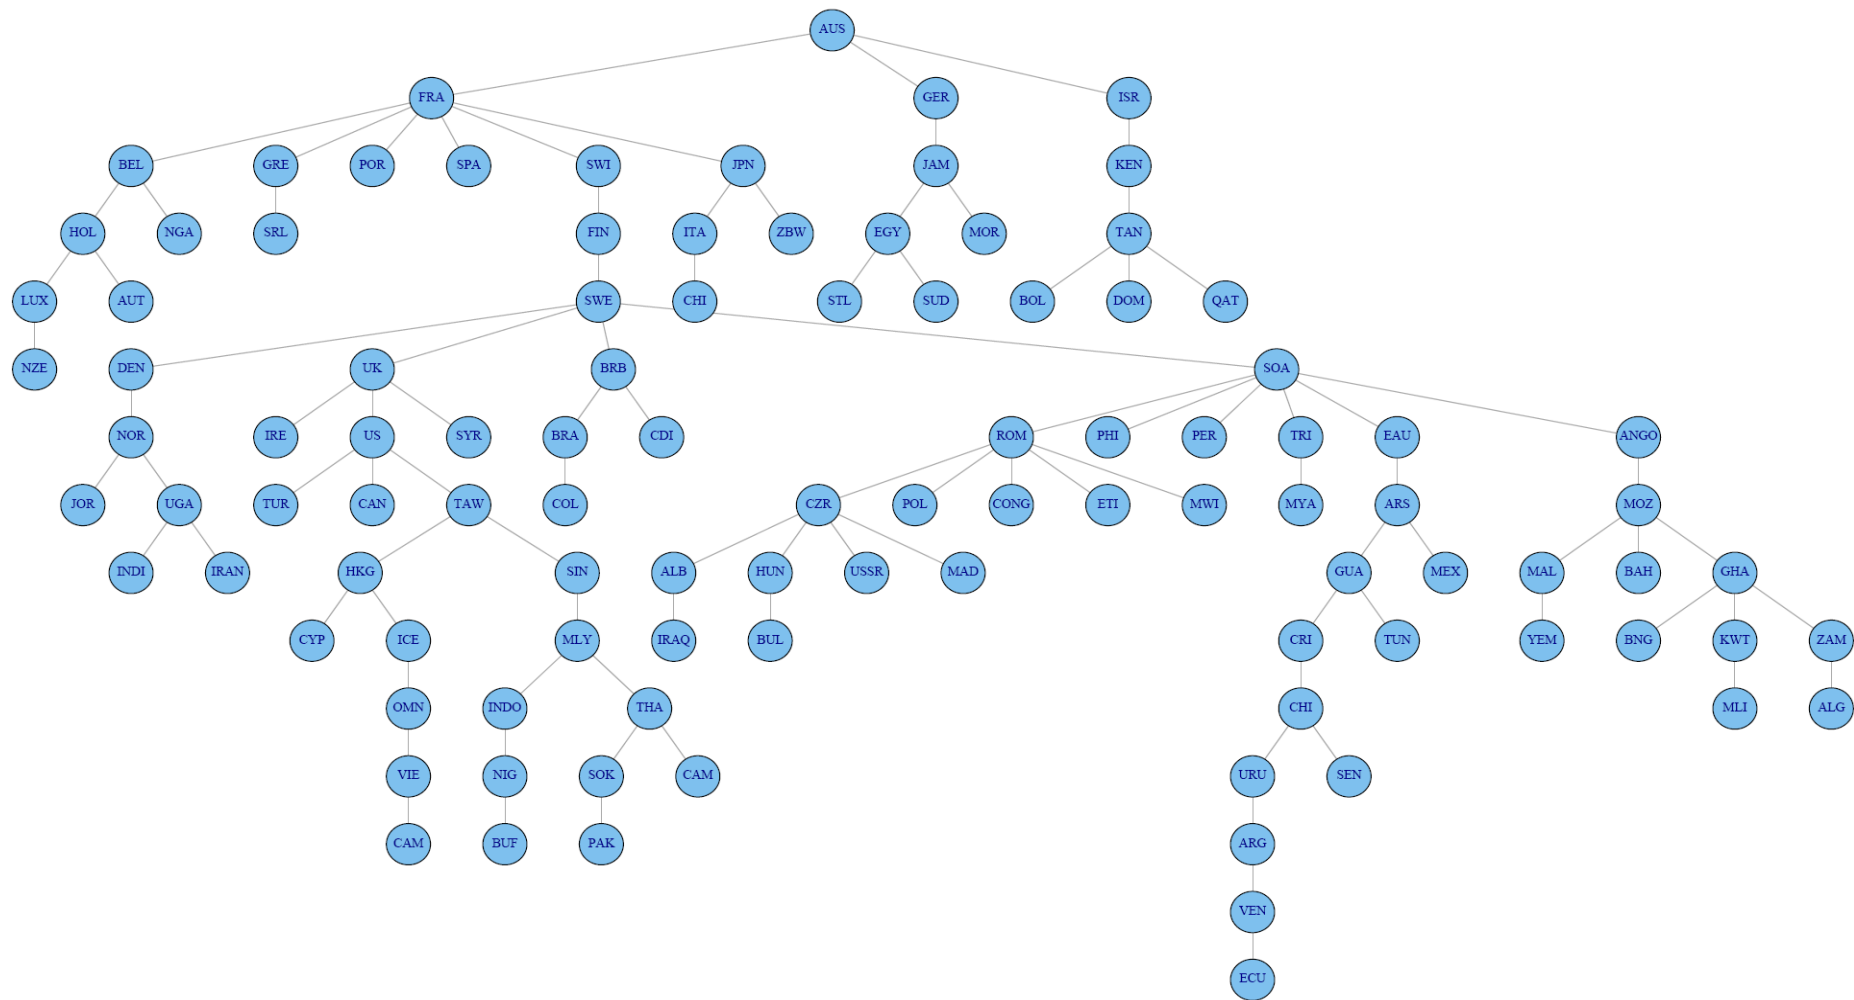 AUS
FRA GER ISR
BEL GRE POR SPA SWI JPN JAM KEN
HOL NGA SRL FIN ITA ZBW EGY MOR TAN
LUX AUT SWE CHI STL SUD BOL DOM QAT
NZE DEN UK BRB SOA
NOR IRE US SYR BRA CDI ROM PHI PER TRI EAU ANGO
JOR UGA TUR CAN TAW COL CZR POL CONG ETI MWI MYA ARS MOZ
INDI IRAN HKG SIN ALB HUN USSR MAD GUA MEX MAL BAH GHA
CYP ICE MLY IRAQ BUL CRI TUN YEM BNG KWT ZAM
OMN INDO THA CHI MLI ALG
VIE NIG SOK CAM URU SEN
CAM BUF PAK ARG
VEN
ECU